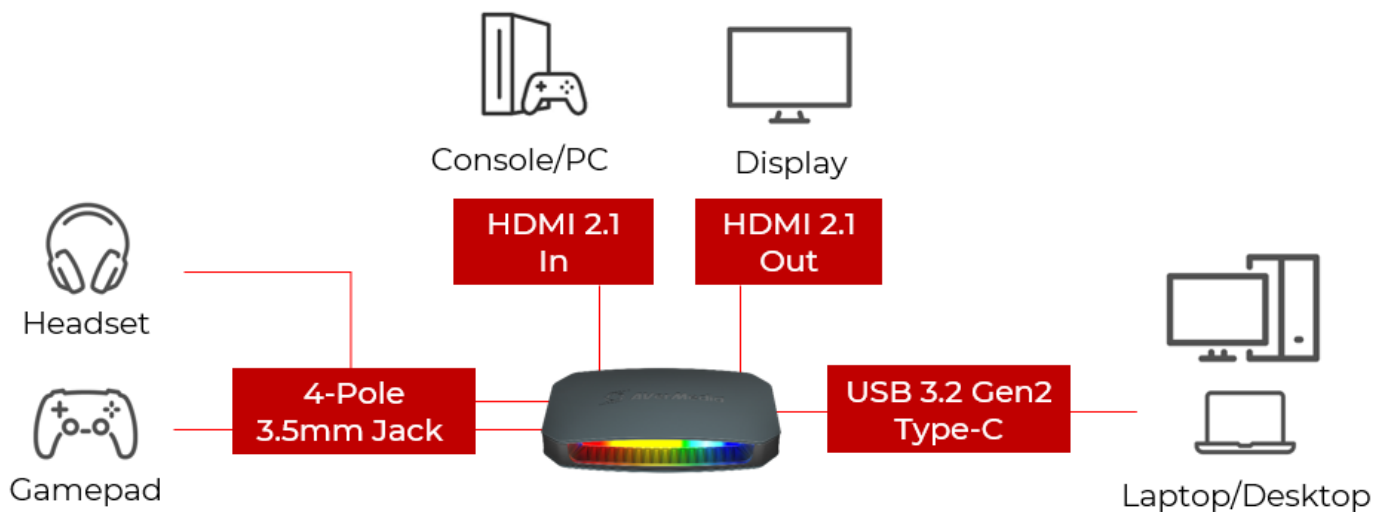 Console/PC
Display
HDMI 2.1
In
HDMI 2.1
Out
Headset
4-Pole
3.5mm Jack
AVerMedia
USB 3.2 Gen2
Type-C
Gamepad
Laptop/Desktop